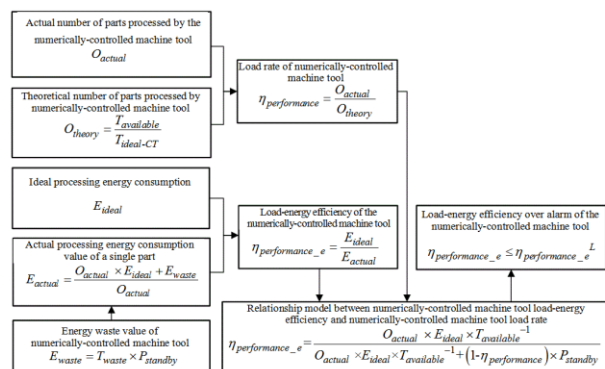 Actual number of parts processed by the
numerically-controlled machine tool
O_actual
Theoretical number of parts processed by
numerically-controlled machine tool
O_theory = T_available / T_ideal-CT
Load rate of numerically-controlled
machine tool
η_performance = O_actual / O_theory
Ideal processing energy consumption
E_ideal
Actual processing energy consumption
value of a single part
E_actual = (O_actual × E_ideal + E_waste) / O_actual
Energy waste value of
numerically-controlled machine tool
E_waste = T_waste × P_standby
Load-energy efficiency of the
numerically-controlled machine tool
η_performance_e = E_ideal / E_actual
Load-energy efficiency over alarm of the
numerically-controlled machine tool
η_performance_e ≤ η_performance_e^L
Relationship model between numerically-controlled machine tool load-energy
efficiency and numerically-controlled machine tool load rate
η_performance_e = (O_actual × E_ideal × T_available^-1) / (O_actual × E_ideal × T_available^-1 + (1-η_performance) × P_standby)